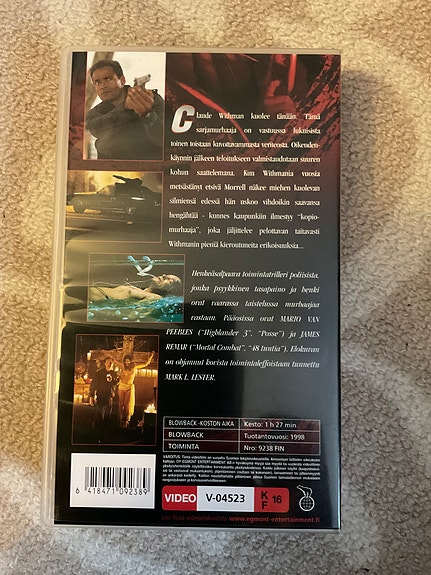 Claude Withman kuolee tänään. Tämä
sarjamurhaaja on vastuussa lukuisista
toinen toistaan kuvottavammasta veriteosta. Oikeuden-
käynnin jälkeen teloitukseen valmistaudutaan suuren
kohun saattelemana. Kun Withmania vuosia
metsästänyt etsivä Morrell näkee miehen kuolevan
silmiensä edessä hän uskoo vihdoikin saavansa
hengähtää - kunnes kaupunkiin ilmestyy "kopio-
murhaaja", joka jäljittelee pelottavan taitavasti
Withmanin pieniä kieroutuneita erikoisuuksia...
Henkeäsalpaava toimintatrilleri poliisista,
jonka psyykkinen tasapaino ja henki
ovat vaarassa taistelussa murhaajaa
vastaan. Pääosissa ovat MARIO VAN
PEEBLES ("Highlander 3", "Posse") ja JAMES
REMAR ("Mortal Combat", "48 tuntia"). Elokuvan
on ohjannut kovista toimintaleffoistaan tunnettu
MARK L. LESTER.
BLOWBACK -KOSTON AIKA Kesto: 1 h 27 min
BLOWBACK Tuotantovuosi: 1998
TOIMINTA Nro: 9238 FIN
6 418471 092389
VIDEO V-04523 K F 16
www.egmont-entertainment.fi